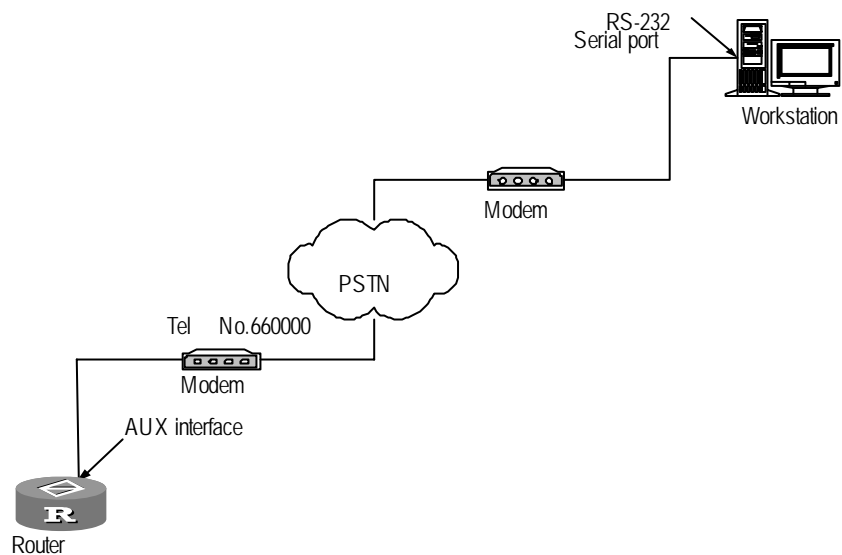 RS-232
Serial port
Workstation
Modem
PSTN
Tel No.660000
Modem
AUX interface
R
Router